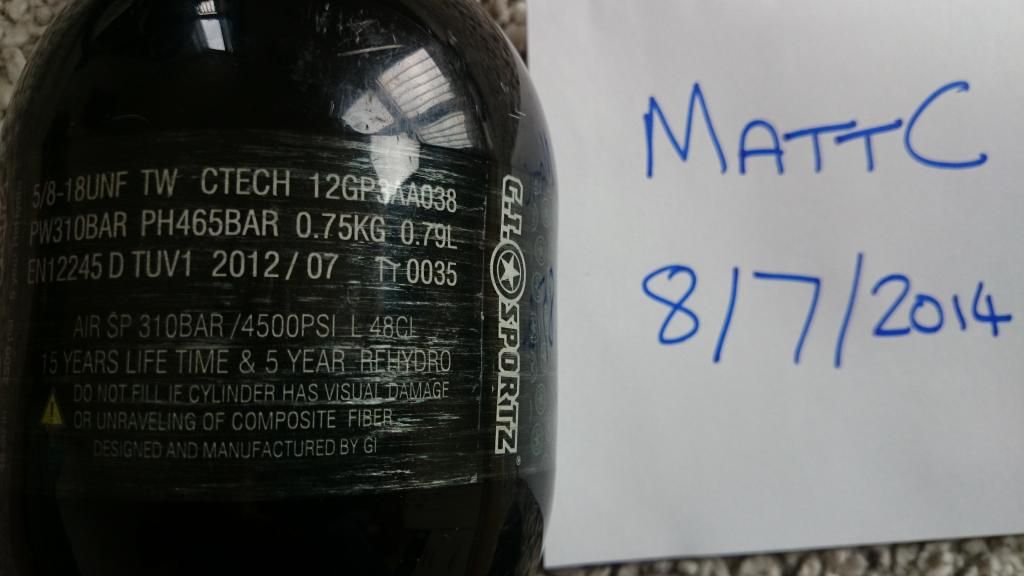 5/8-18UNF TW CTECH 12GP3AA038
PW310BAR PH465BAR 0.75KG 0.79L
EN12245 D TUV1 2012/07 π 0035
AIR SP 310BAR/4500PSI L 48CI
15 YEARS LIFE TIME & 5 YEAR REHYDRO
DO NOT FILL IF CYLINDER HAS VISUAL DAMAGE
OR UNRAVELING OF COMPOSITE FIBER
DESIGNED AND MANUFACTURED BY GI
G.I. SPORTZ
MATTC
8/7/2014